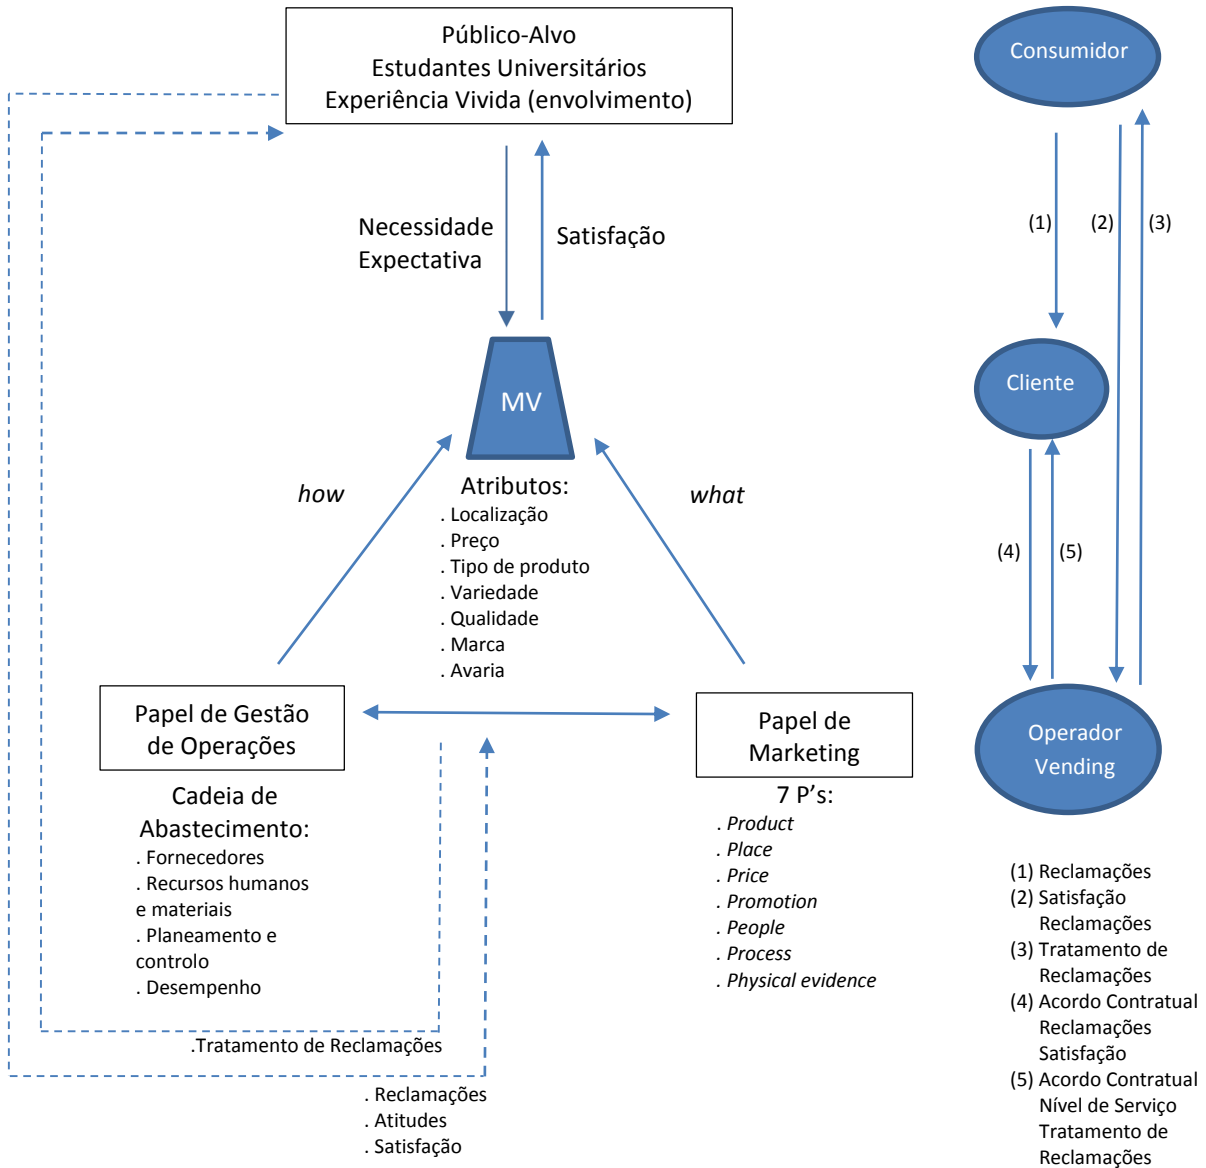 Público-Alvo
Estudantes Universitários
Experiência Vivida (envolvimento)
Necessidade
Expectativa
Satisfação
MV
how
what
Atributos:
. Localização
. Preço
. Tipo de produto
. Variedade
. Qualidade
. Marca
. Avaria
Papel de Gestão
de Operações
Papel de
Marketing
Cadeia de
Abastecimento:
. Fornecedores
. Recursos humanos
e materiais
. Planeamento e
controlo
. Desempenho
7 P’s:
. Product
. Place
. Price
. Promotion
. People
. Process
. Physical evidence
.Tratamento de Reclamações
. Reclamações
. Atitudes
. Satisfação
Consumidor
(1)
(2)
(3)
Cliente
(4)
(5)
Operador
Vending
(1) Reclamações
(2) Satisfação
Reclamações
(3) Tratamento de
Reclamações
(4) Acordo Contratual
Reclamações
Satisfação
(5) Acordo Contratual
Nível de Serviço
Tratamento de
Reclamações